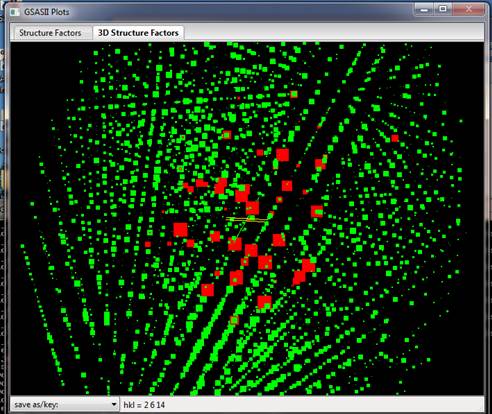 GSASII Plots
Structure Factors 3D Structure Factors
save as/key: hkl = 2 6 14